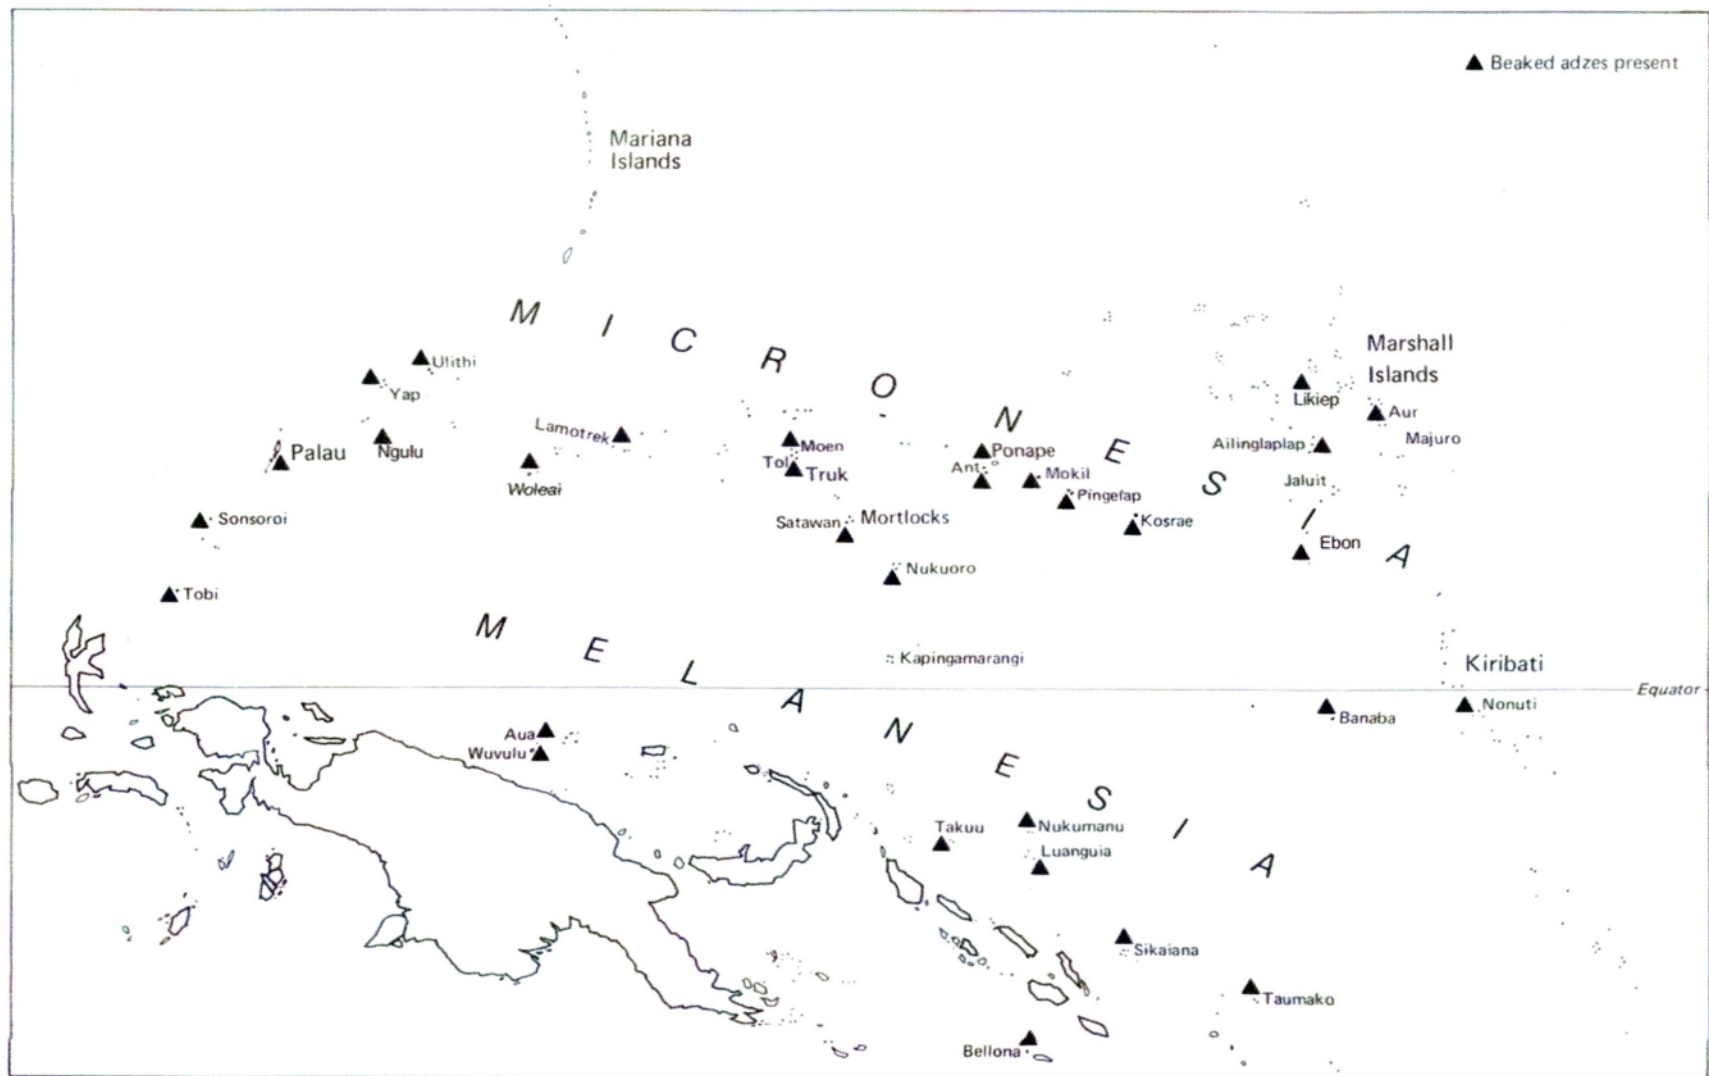 Beaked adzes present
Mariana
Islands
MICRONESIA
Marshall
Islands
Ulithi
Yap
Likiep
Aur
Lamotrek
Majuro
Palau
Ngulu
Moen
Ponape
Ailinglaplap
Tol
Truk
Ant
Mokil
Jaluit
Woleai
Pingelap
Sonsoroi
Satawan
Mortlocks
Kosrae
Ebon
Nukuoro
Tobi
MELANESIA
Kapingamarangi
Kiribati
Equator
Nonuti
Banaba
Aua
Wuvulu
Takuu
Nukumanu
Luanguia
Sikaiana
Taumako
Bellona